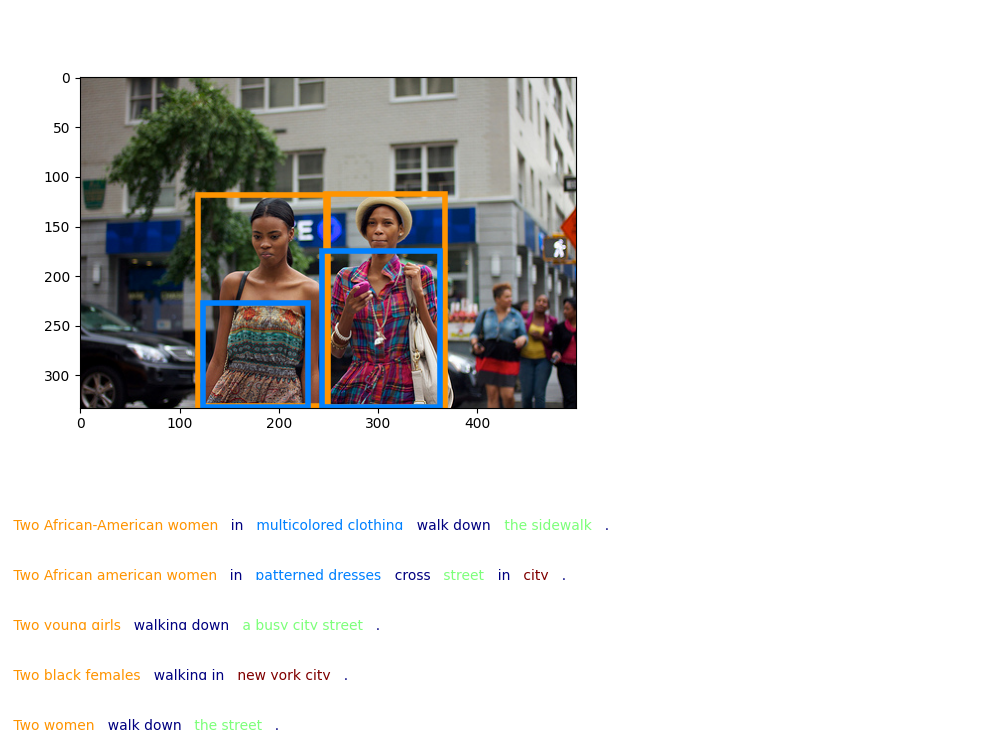 0
50
100
150
200
250
300
0 100 200 300 400
E
Two African-American women in multicolored clothing walk down the sidewalk .
Two African american women in patterned dresses cross street in city .
Two young girls walking down a busy city street .
Two black females walking in new york city .
Two women walk down the street .